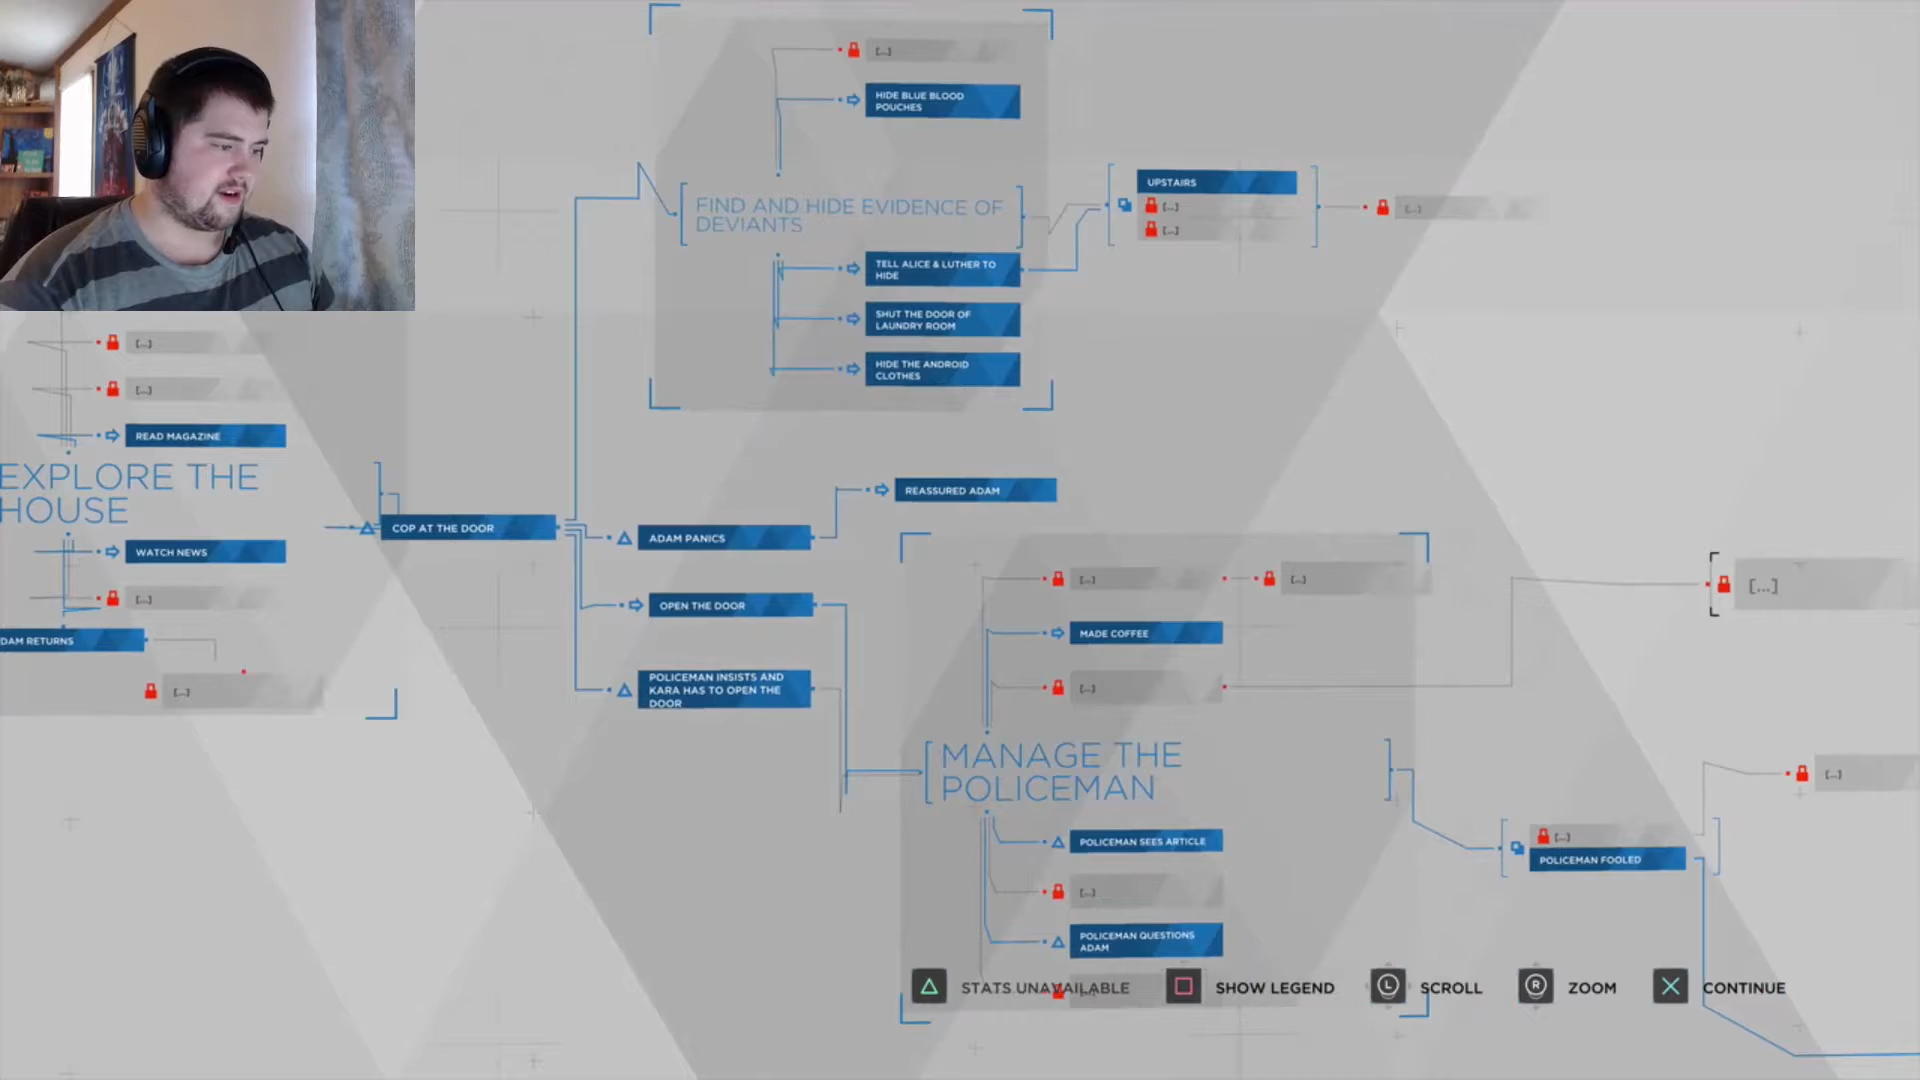 [...]
HIDE BLUE BLOOD
POUCHES
FIND AND HIDE EVIDENCE OF
DEVIANTS
UPSTAIRS
[...]
[...]
[...]
TELL ALICE & LUTHER TO
HIDE
SHUT THE DOOR OF
LAUNDRY ROOM
HIDE THE ANDROID
CLOTHES
[...]
[...]
READ MAGAZINE
EXPLORE THE
HOUSE
WATCH NEWS
[...]
DAM RETURNS
[...]
COP AT THE DOOR
REASSURED ADAM
ADAM PANICS
OPEN THE DOOR
POLICEMAN INSISTS AND
KARA HAS TO OPEN THE
DOOR
[...]
[...]
MADE COFFEE
[...]
[...]
MANAGE THE
POLICEMAN
[...]
POLICEMAN SEES ARTICLE
[...]
POLICEMAN FOOLED
[...]
POLICEMAN QUESTIONS
ADAM
STATS UNAVAILABLE
SHOW LEGEND
L SCROLL
R ZOOM
CONTINUE